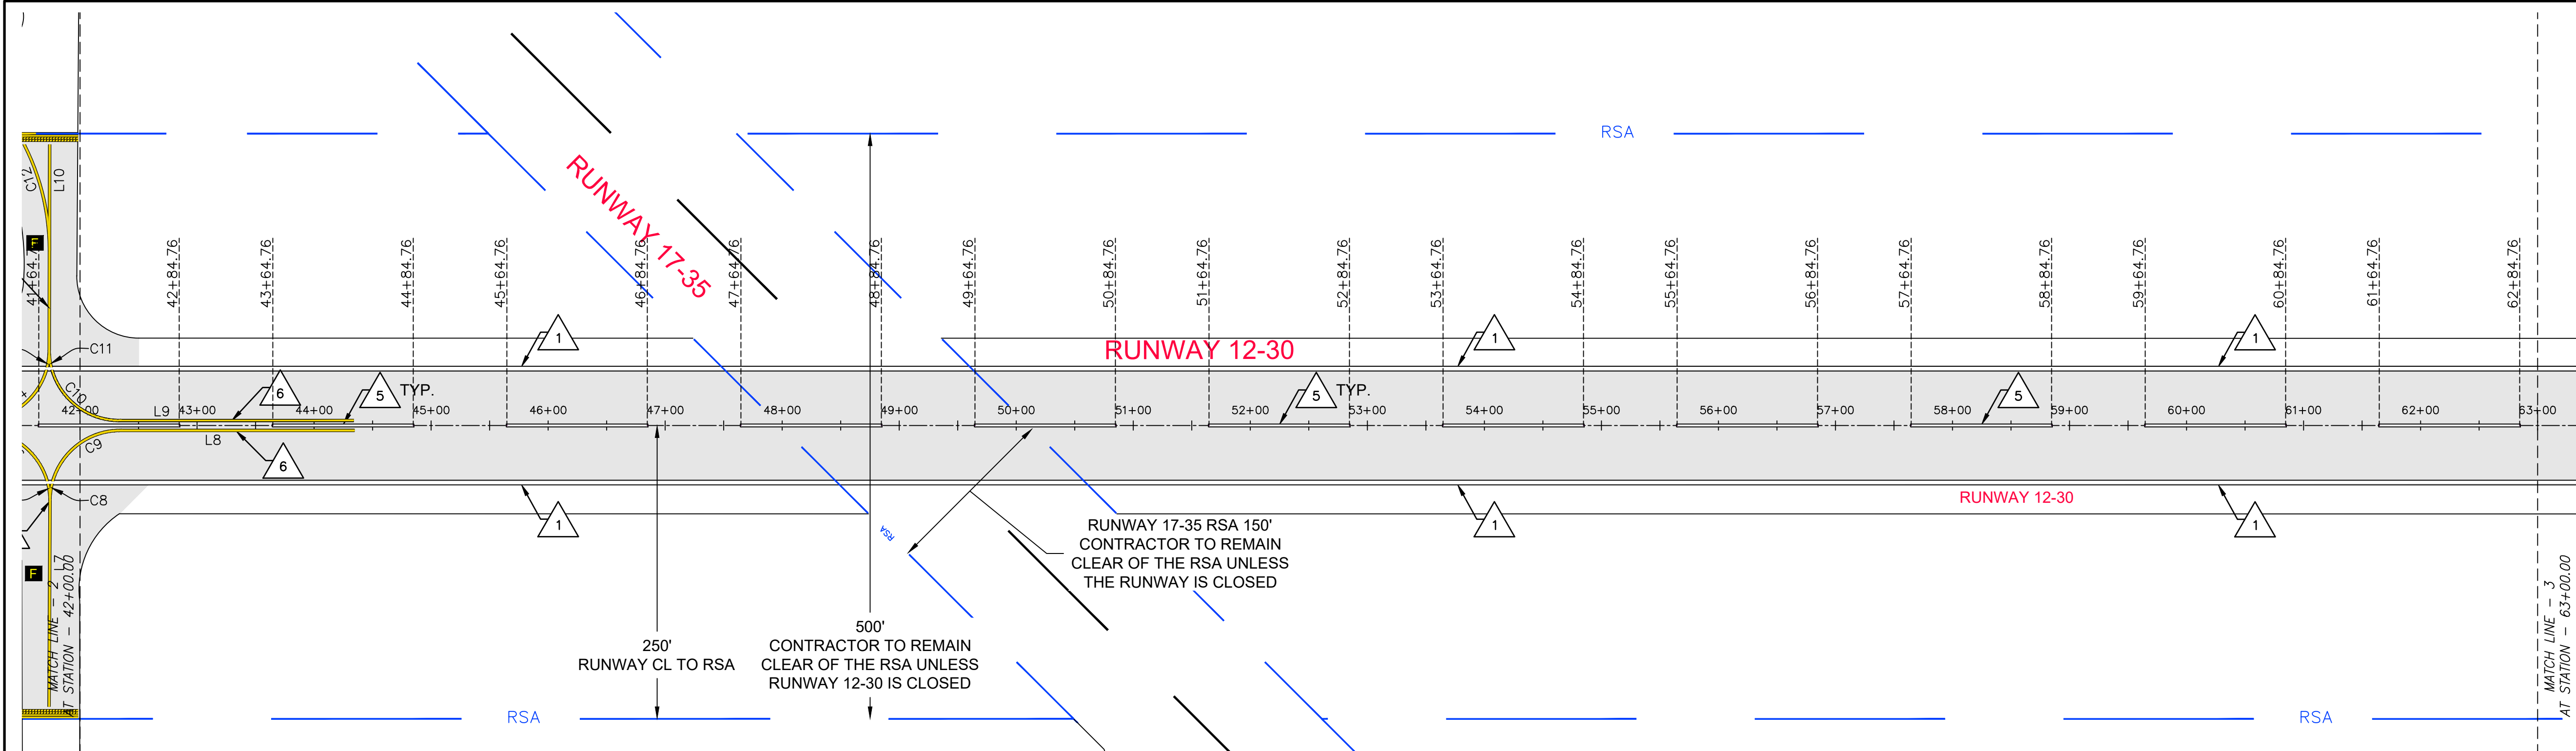 RSA
C12
L10
RUNWAY 17-35
F
41+64.76
42+84.76
43+64.76
44+84.76
45+64.76
46+84.76
47+64.76
48+84.76
49+64.76
50+84.76
51+64.76
52+84.76
53+64.76
54+84.76
55+64.76
56+84.76
57+64.76
58+84.76
59+64.76
60+84.76
61+64.76
62+84.76
1
1
1
C11
RUNWAY 12-30
C10
6
5 TYP.
5 TYP.
5
42+00
L9
43+00
44+00
45+00
46+00
47+00
48+00
49+00
50+00
51+00
52+00
53+00
54+00
55+00
56+00
57+00
58+00
59+00
60+00
61+00
62+00
63+00
C9
L8
6
C8
1
1
1
RUNWAY 12-30
RSA
RUNWAY 17-35 RSA 150'
CONTRACTOR TO REMAIN
CLEAR OF THE RSA UNLESS
THE RUNWAY IS CLOSED
F
L7
MATCH LINE - 2
AT STATION - 42+00.00
250'
RUNWAY CL TO RSA
500'
CONTRACTOR TO REMAIN
CLEAR OF THE RSA UNLESS
RUNWAY 12-30 IS CLOSED
MATCH LINE - 3
AT STATION - 63+00.00
RSA
RSA